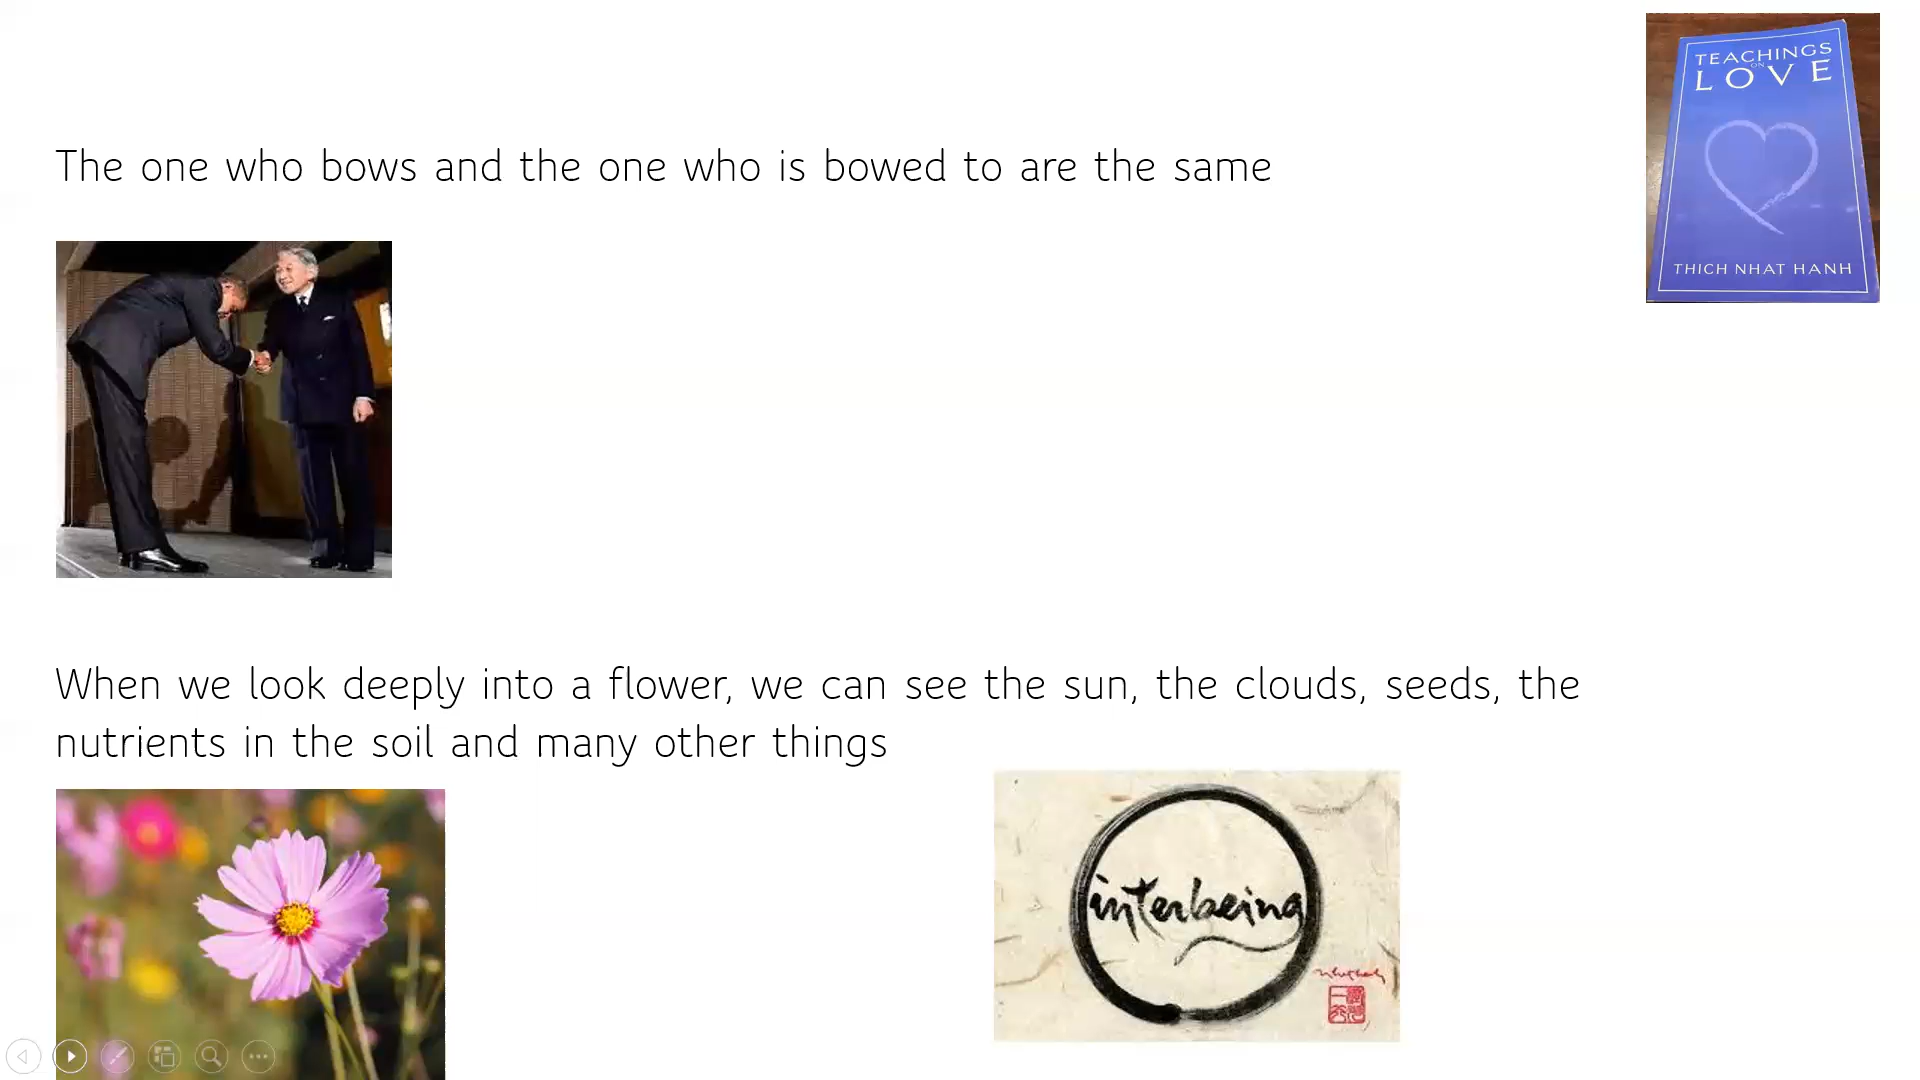 TEACHINGS
ON
LOVE
THICH NHAT HANH
The one who bows and the one who is bowed to are the same
When we look deeply into a flower, we can see the sun, the clouds, seeds, the
nutrients in the soil and many other things
interbeing